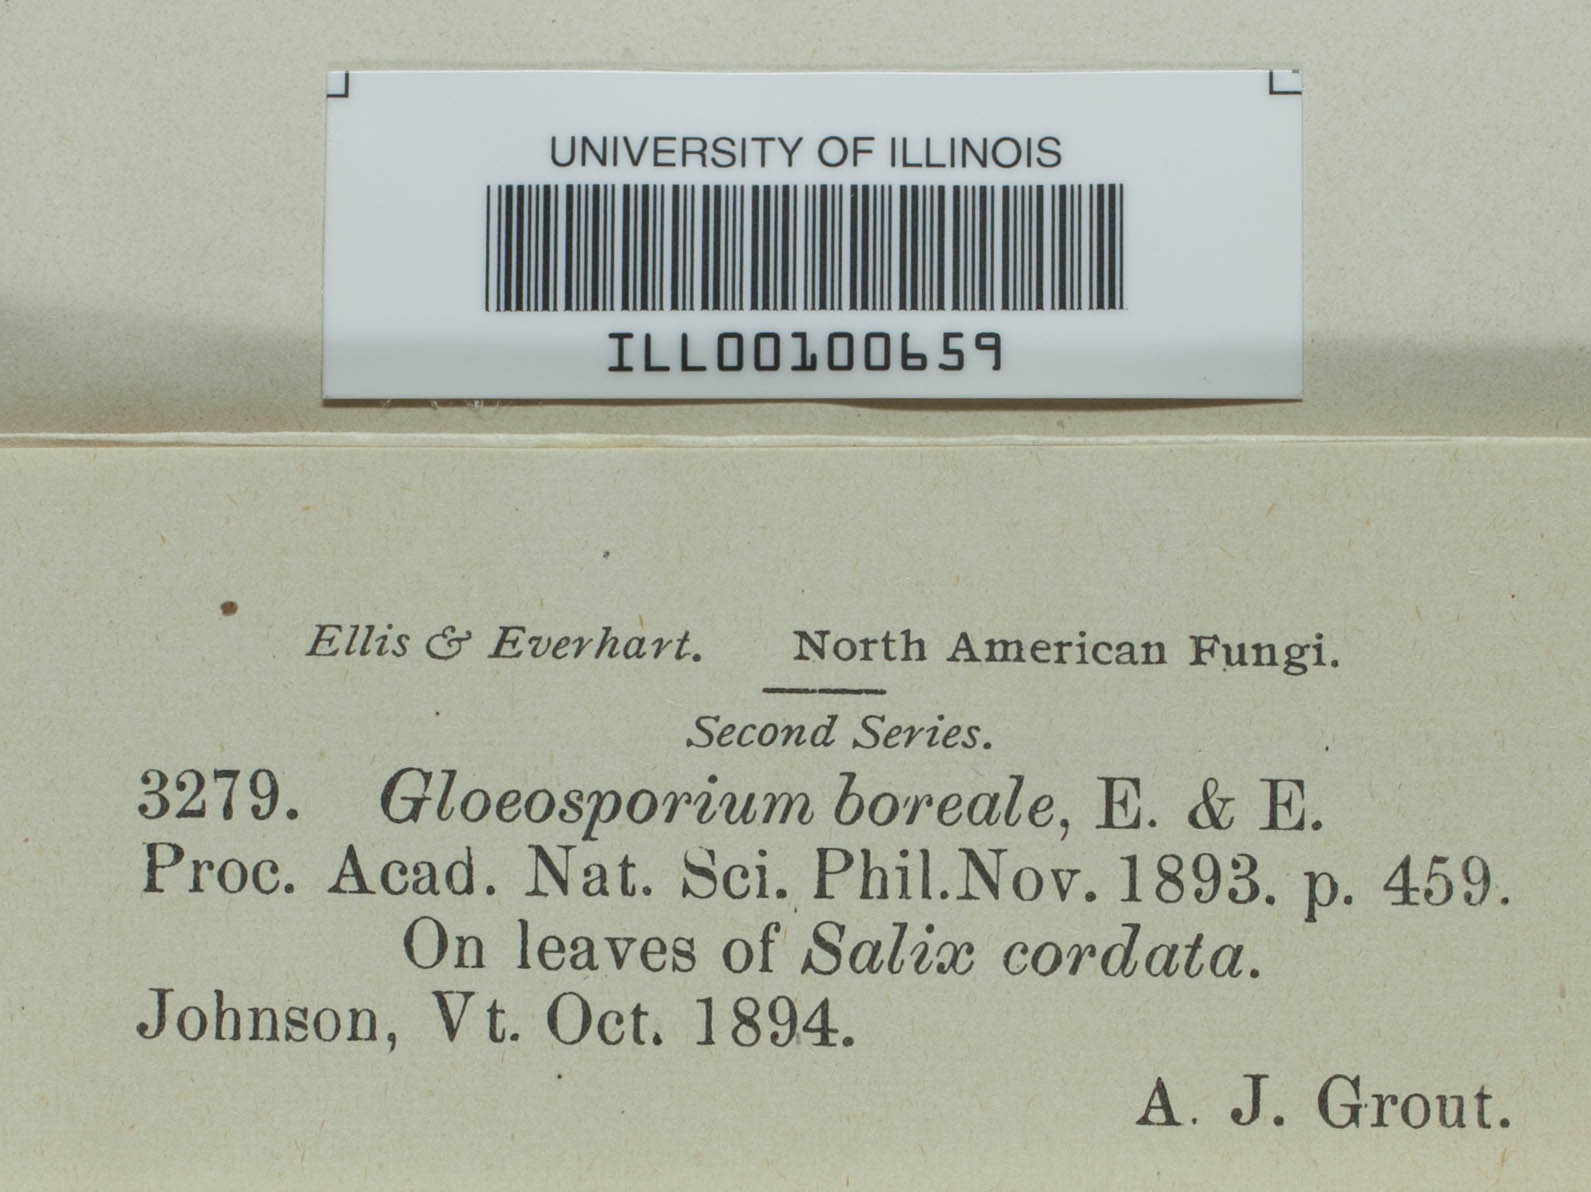 UNIVERSITY OF ILLINOIS
ILL00100659
Ellis & Everhart. North American Fungi.
Second Series.
3279. Gloeosporium boreale, E. & E.
Proc. Acad. Nat. Sci. Phil. Nov. 1893. p. 459.
On leaves of Salix cordata.
Johnson, Vt. Oct. 1894.
A. J. Grout.